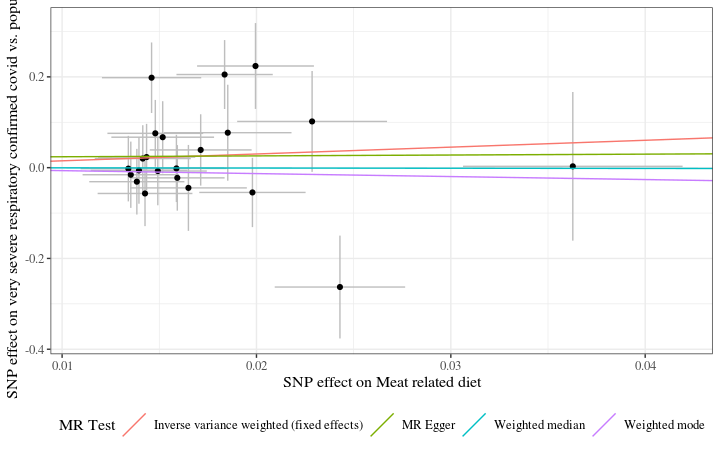 SNP effect on very severe respiratory confirmed covid vs. popu
0.2
0.0
-0.2
-0.4
0.01
0.02
0.03
0.04
SNP effect on Meat related diet
MR Test
Inverse variance weighted (fixed effects)
MR Egger
Weighted median
Weighted mode